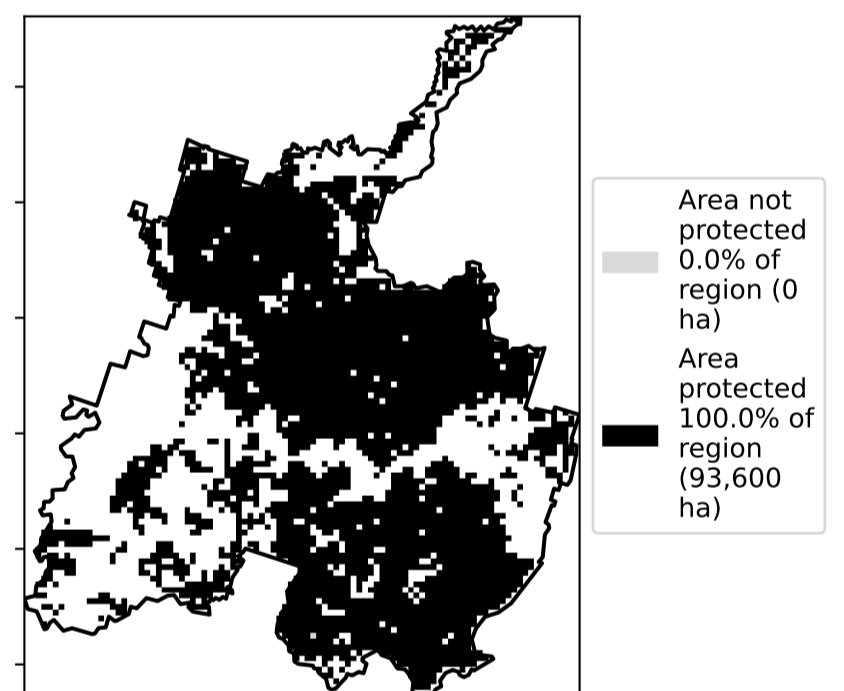 Area not
protected
0.0% of
region (0
ha)
Area
protected
100.0% of
region
(93,600
ha)